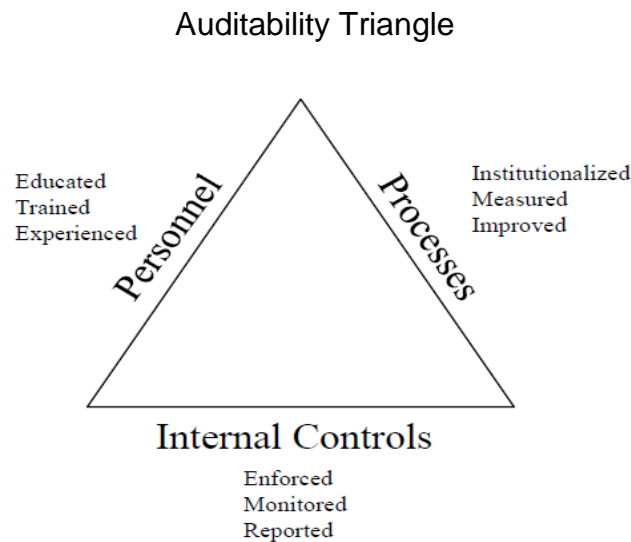 Auditability Triangle
Educated
Trained
Experienced
Personnel
Processes
Institutionalized
Measured
Improved
Internal Controls
Enforced
Monitored
Reported